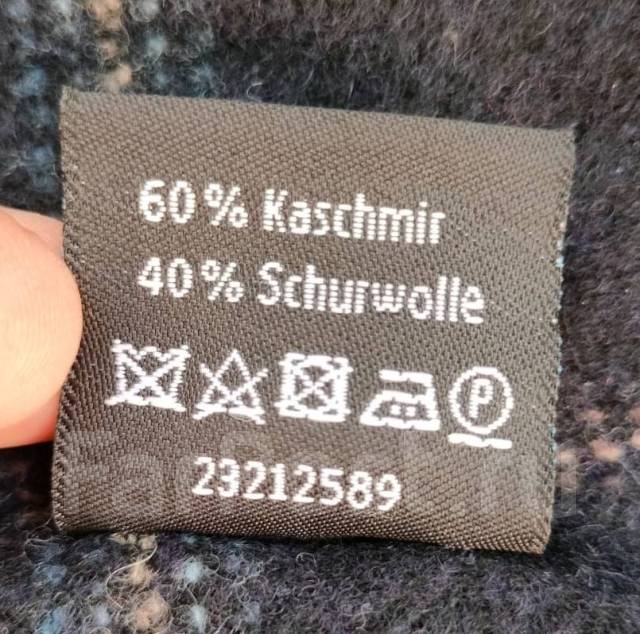 60% Kaschmir
40% Schurwolle
P
23212589